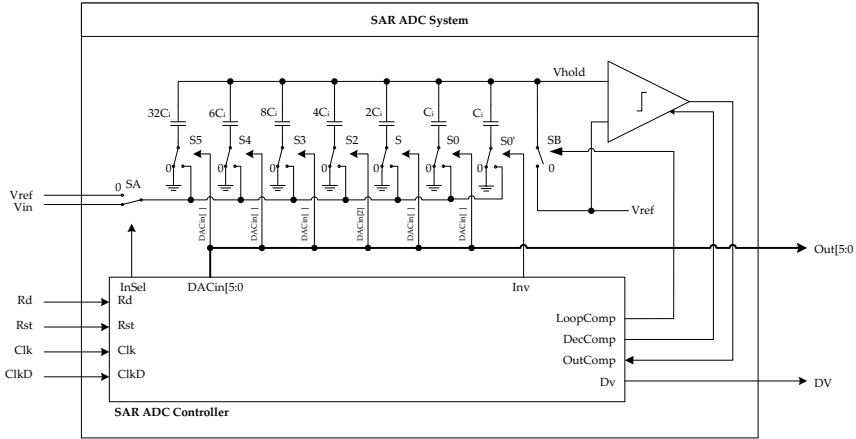 SAR ADC System
Vhold
32Ci 6Ci 8Ci 4Ci 2Ci Ci Ci
S5 S4 S3 S2 S S0 S0' SB
0 0 0 0 0 0 0 0
0 SA
Vref
Vin
DACin[ ] DACin[ ] DACin[ ] DACin[2] DACin[ ] DACin[ ]
Vref
Out[5:0
InSel DACin[5:0 Inv
Rd Rd
Rst Rst
Clk Clk
ClkD ClkD
LoopComp
DecComp
OutComp
Dv DV
SAR ADC Controller